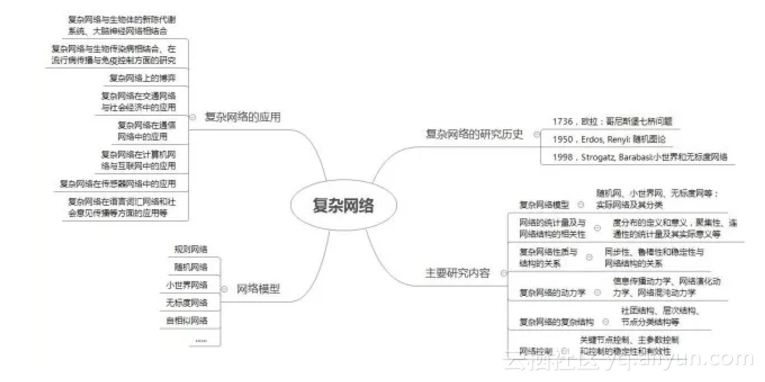 复杂网络
复杂网络的应用
复杂网络与生物体的新陈代谢
系统、大脑神经网络相结合
复杂网络与生物传染病相结合、在
流行病传播与免疫控制方面的研究
复杂网络上的博弈
复杂网络在交通网络
与社会经济中的应用
复杂网络在通信
网络中的应用
复杂网络在计算机网
络与互联网中的应用
复杂网络在传感器网络中的应用
复杂网络在语言词汇网络和社
会意见传播等方面的应用等
网络模型
规则网络
随机网络
小世界网络
无标度网络
自相似网络
......
复杂网络的研究历史
1736，欧拉：哥尼斯堡七桥问题
1950，Erdos, Renyi: 随机图论
1998，Strogatz, Barabasi:小世界和无标度网络
主要研究内容
复杂网络模型
随机网、小世界网、无标度网等；
实际网络及其分类
网络的统计量及与
网络结构的相关性
度分布的定义和意义，聚集性、连
通性的统计量及其实际意义等
复杂网络性质与
结构的关系
同步性、鲁棒性和稳定性与
网络结构的关系
复杂网络的动力学
信息传播动力学、网络演化动
力学、网络混沌动力学
复杂网络的复杂结构
社团结构、层次结构、
节点分类结构等
网络控制
关键节点控制、主参数控制
和控制的稳定性和有效性
云栖社区 yq.aliyun.com